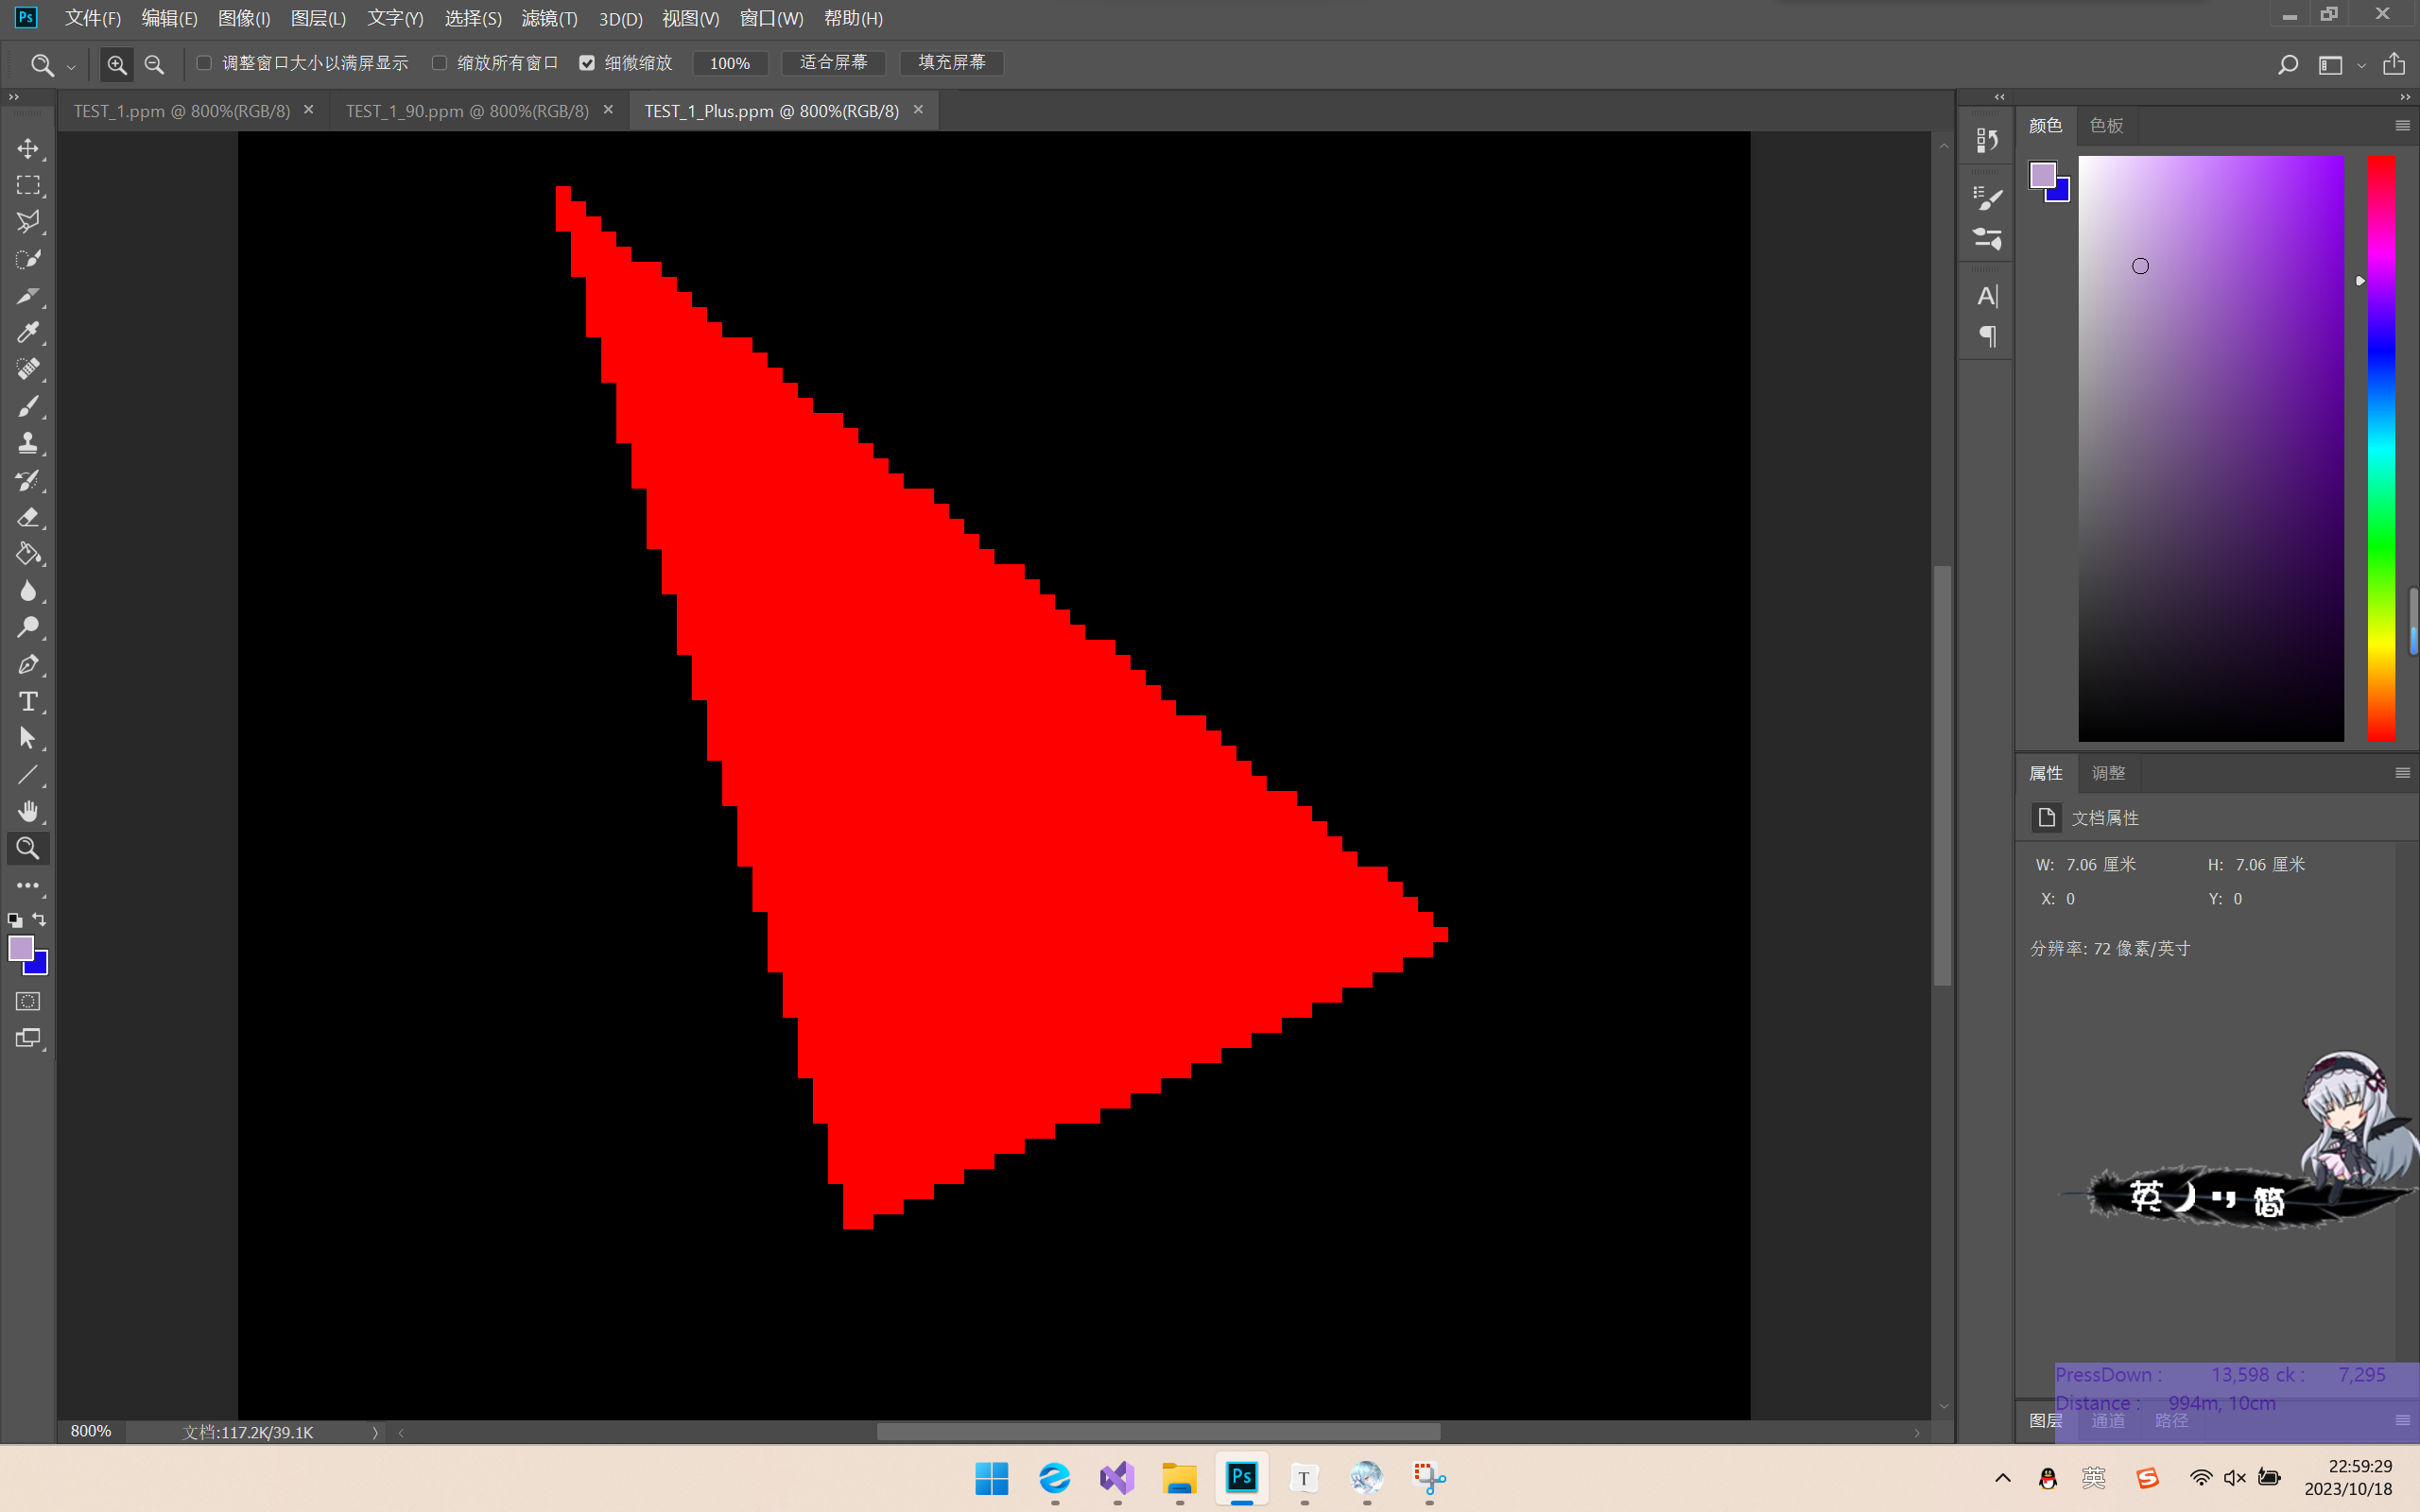 Ps 文件(F) 编辑(E) 图像(I) 图层(L) 文字(Y) 选择(S) 滤镜(T) 3D(D) 视图(V) 窗口(W) 帮助(H)
调整窗口大小以满屏显示 缩放所有窗口 细微缩放 100% 适合屏幕 填充屏幕
TEST_1.ppm @ 800%(RGB/8) × TEST_1_90.ppm @ 800%(RGB/8) × TEST_1_Plus.ppm @ 800%(RGB/8) ×
颜色 色板
属性 调整
文档属性
W: 7.06 厘米 H: 7.06 厘米
X: 0 Y: 0
分辨率: 72 像素/英寸
英 简
PressDown : 13,598 ck : 7,295
Distance : 994m, 10cm
图层 通道 路径
800% 文档:117.2K/39.1K
Ps T 英 S 22:59:29
2023/10/18